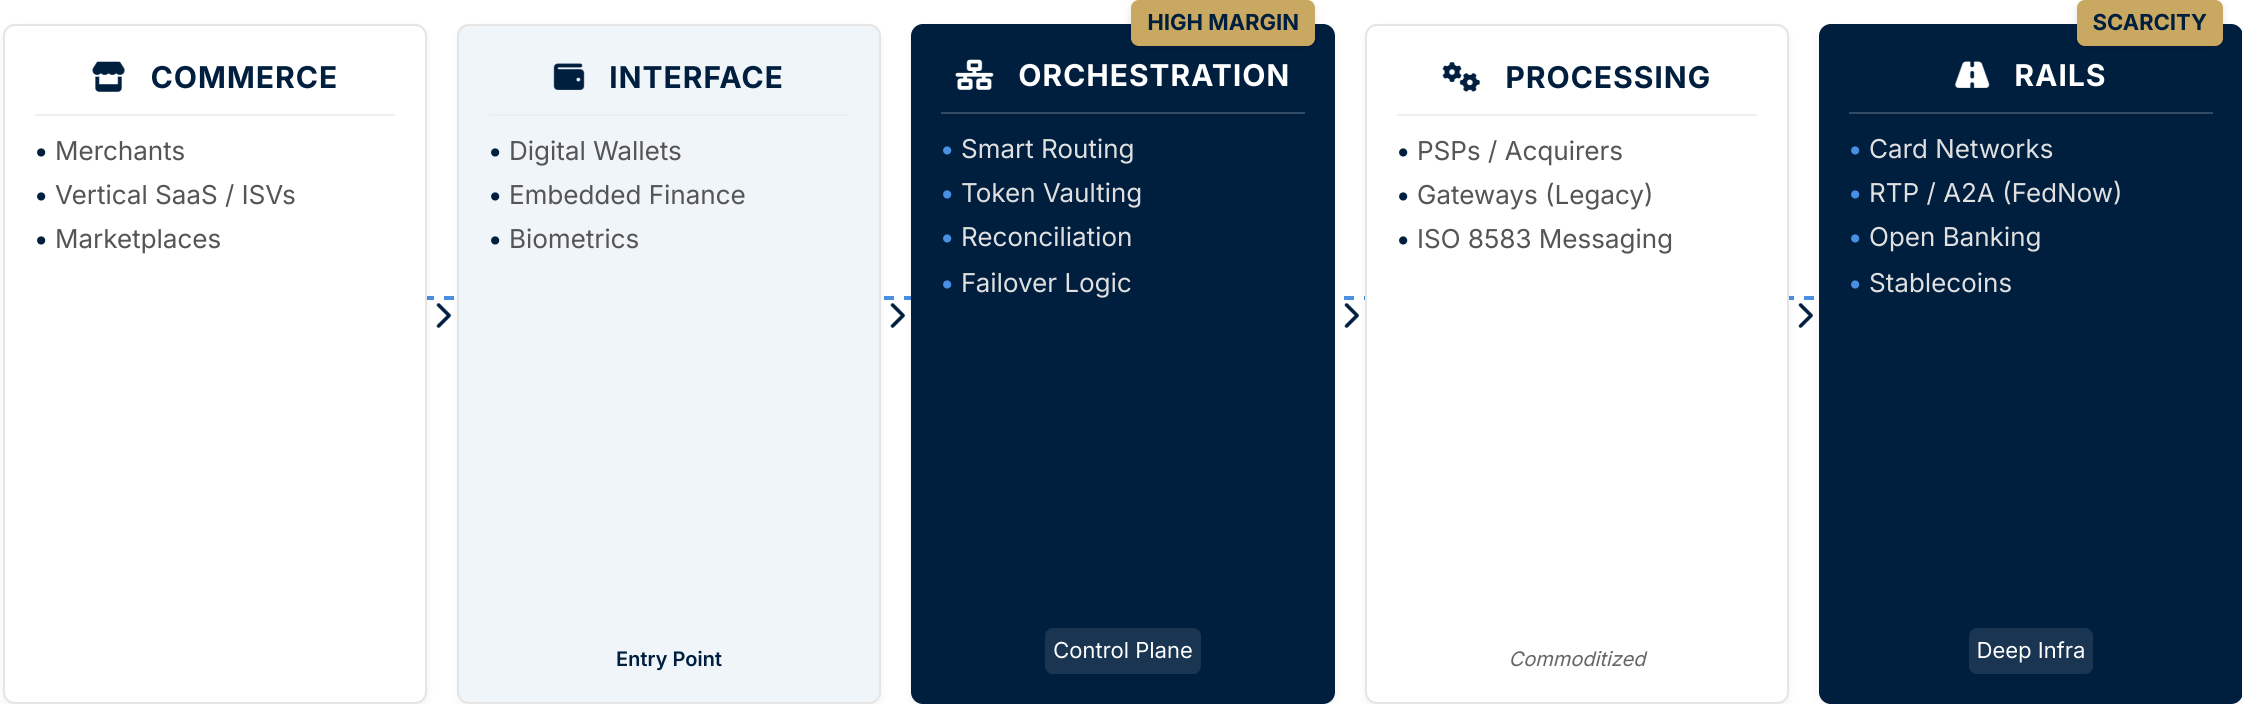 COMMERCE
• Merchants
• Vertical SaaS / ISVs
• Marketplaces
INTERFACE
• Digital Wallets
• Embedded Finance
• Biometrics
Entry Point
HIGH MARGIN
ORCHESTRATION
• Smart Routing
• Token Vaulting
• Reconciliation
• Failover Logic
Control Plane
PROCESSING
• PSPs / Acquirers
• Gateways (Legacy)
• ISO 8583 Messaging
Commoditized
SCARCITY
RAILS
• Card Networks
• RTP / A2A (FedNow)
• Open Banking
• Stablecoins
Deep Infra